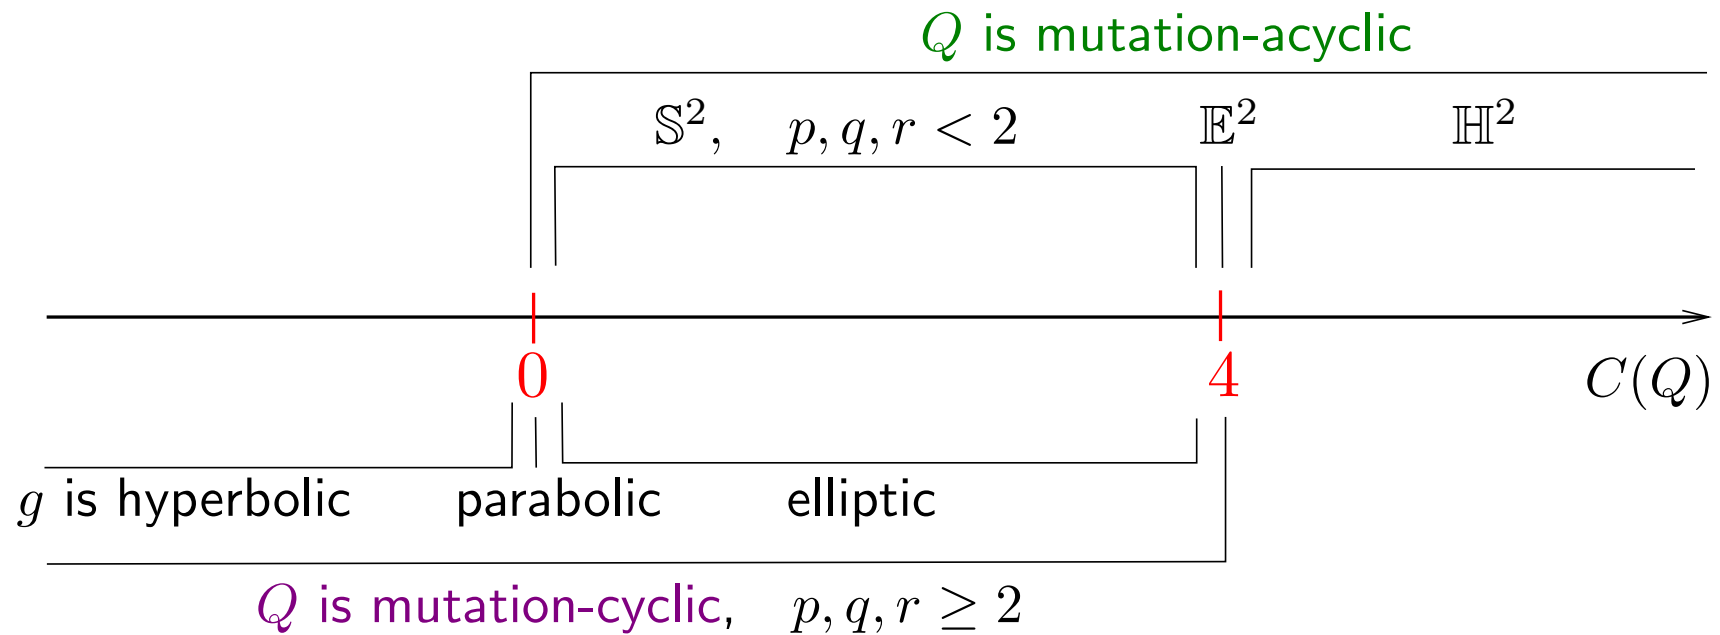 Q is mutation-acyclic
𝕊², p, q, r < 2 𝔼² ℍ²
0 4 C(Q)
g is hyperbolic parabolic elliptic
Q is mutation-cyclic, p, q, r ≥ 2